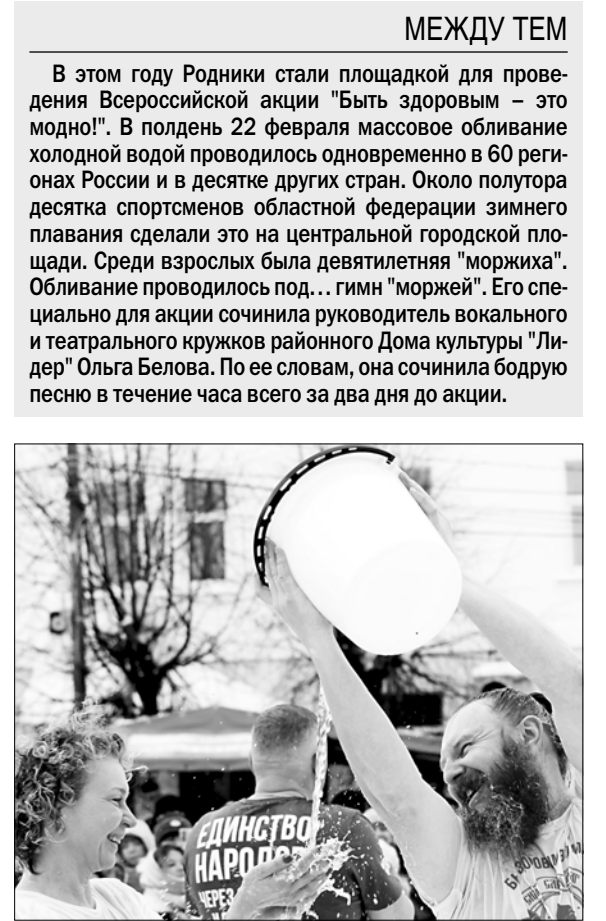 МЕЖДУ ТЕМ
В этом году Родники стали площадкой для прове-
дения Всероссийской акции "Быть здоровым – это
модно!". В полдень 22 февраля массовое обливание
холодной водой проводилось одновременно в 60 реги-
онах России и в десятке других стран. Около полутора
десятка спортсменов областной федерации зимнего
плавания сделали это на центральной городской пло-
щади. Среди взрослых была девятилетняя "моржиха".
Обливание проводилось под... гимн "моржей". Его спе-
циально для акции сочинила руководитель вокального
и театрального кружков районного Дома культуры "Ли-
дер" Ольга Белова. По ее словам, она сочинила бодрую
песню в течение часа всего за два дня до акции.
ЕДИНСТВО
НАРОДОВ
ЧЕРЕЗ